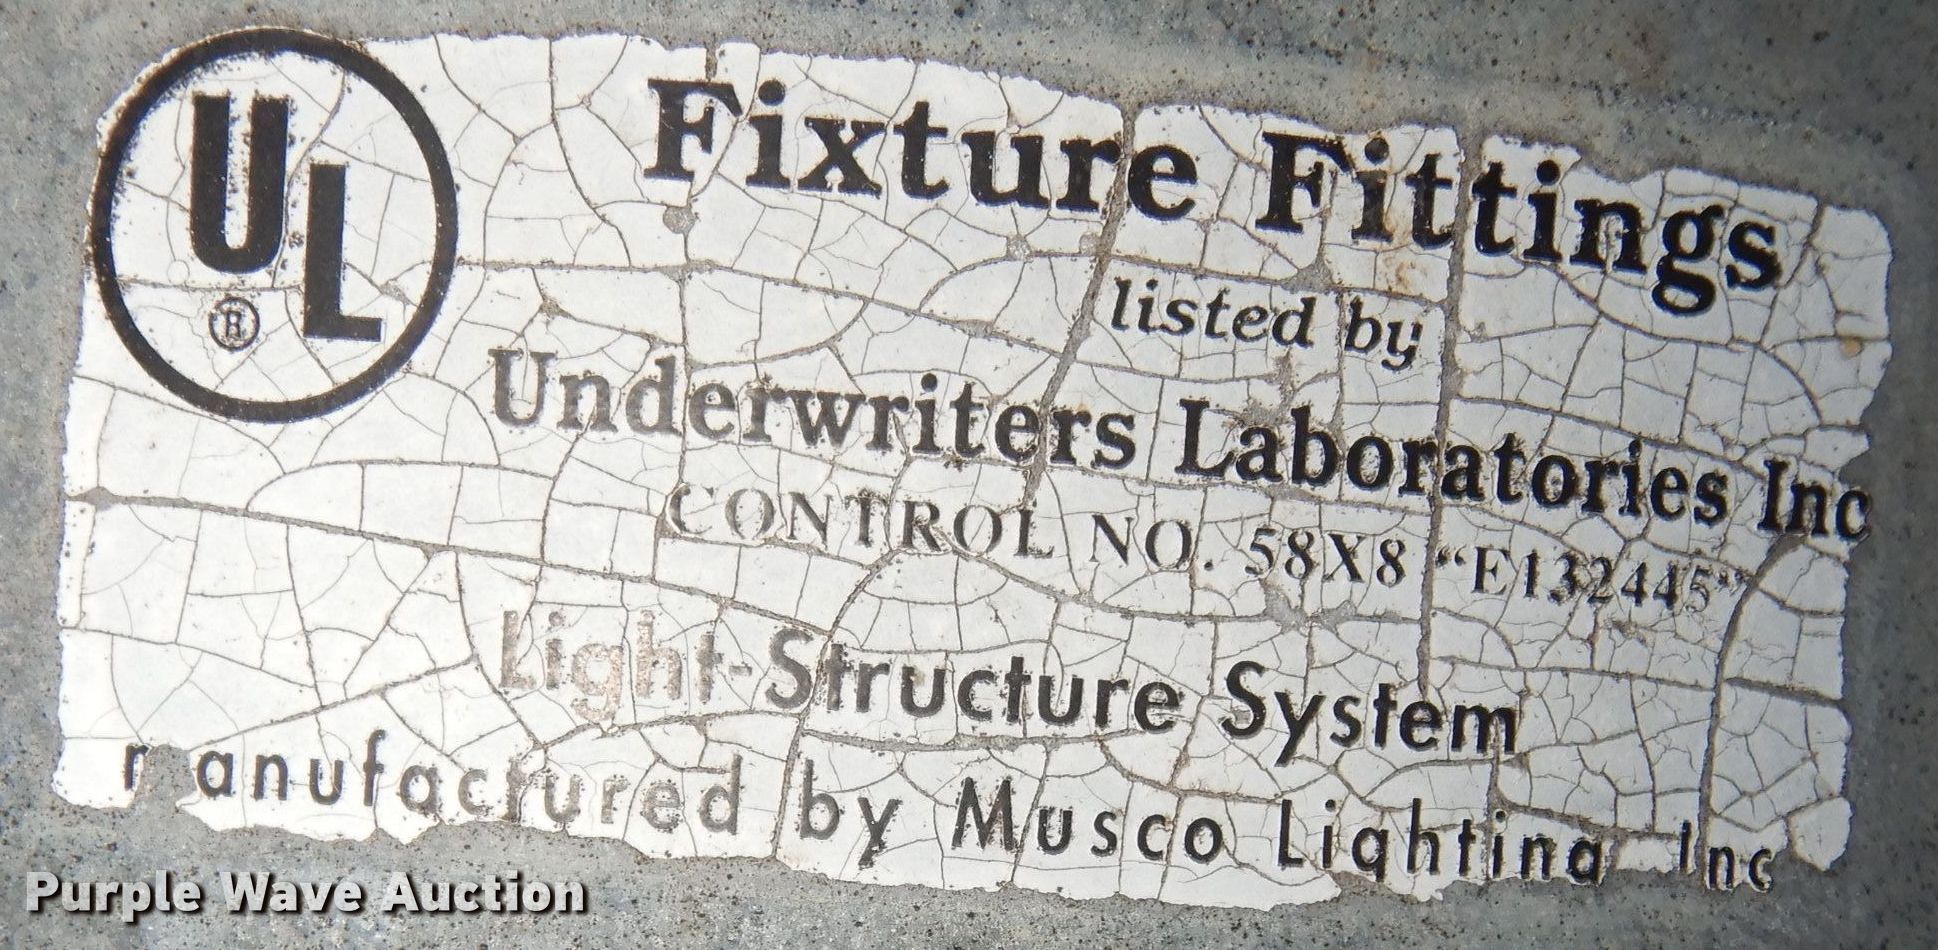 UL
®
Fixture Fittings
listed by
Underwriters Laboratories Inc
CONTROL NO. 58X8 "E132445"
Light-Structure System
manufactured by Musco Lighting Inc
Purple Wave Auction